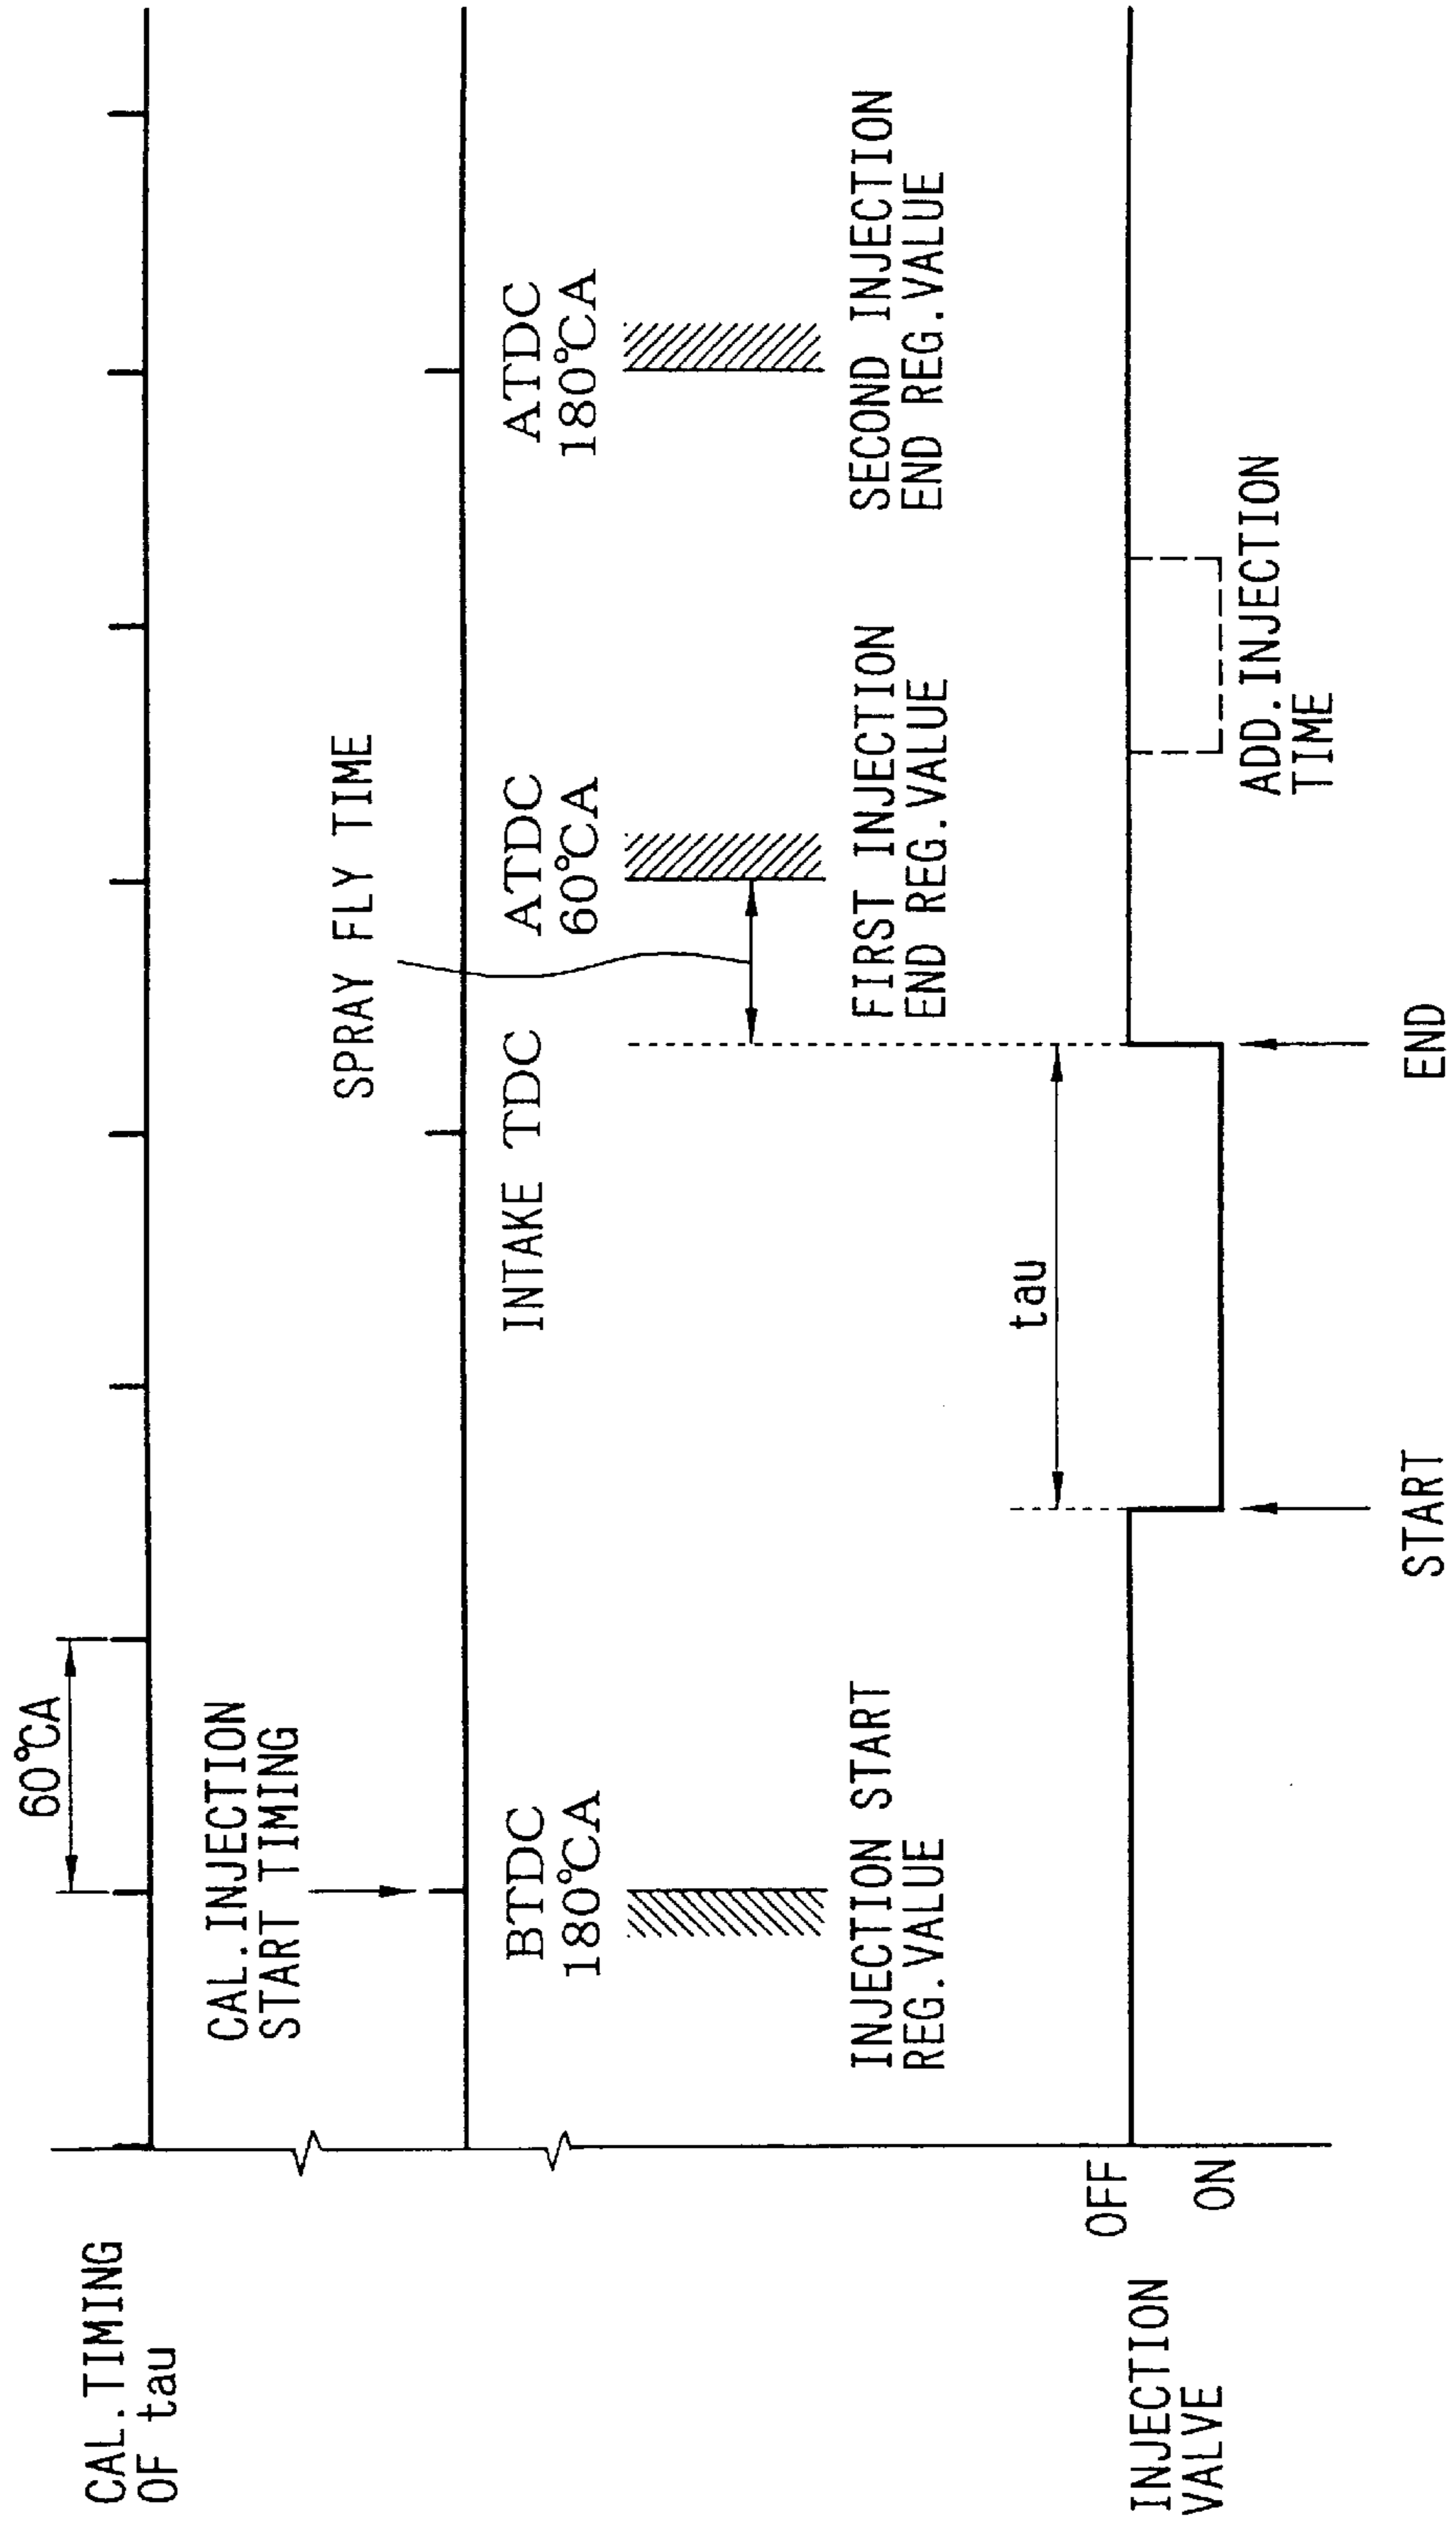 CAL.TIMING
OF tau
60°CA
CAL.INJECTION
START TIMING
SPRAY FLY TIME
BTDC
180°CA
INTAKE TDC
ATDC
60°CA
ATDC
180°CA
INJECTION START
REG.VALUE
FIRST INJECTION
END REG.VALUE
SECOND INJECTION
END REG.VALUE
tau
INJECTION
VALVE
OFF
ON
ADD.INJECTION
TIME
START
END